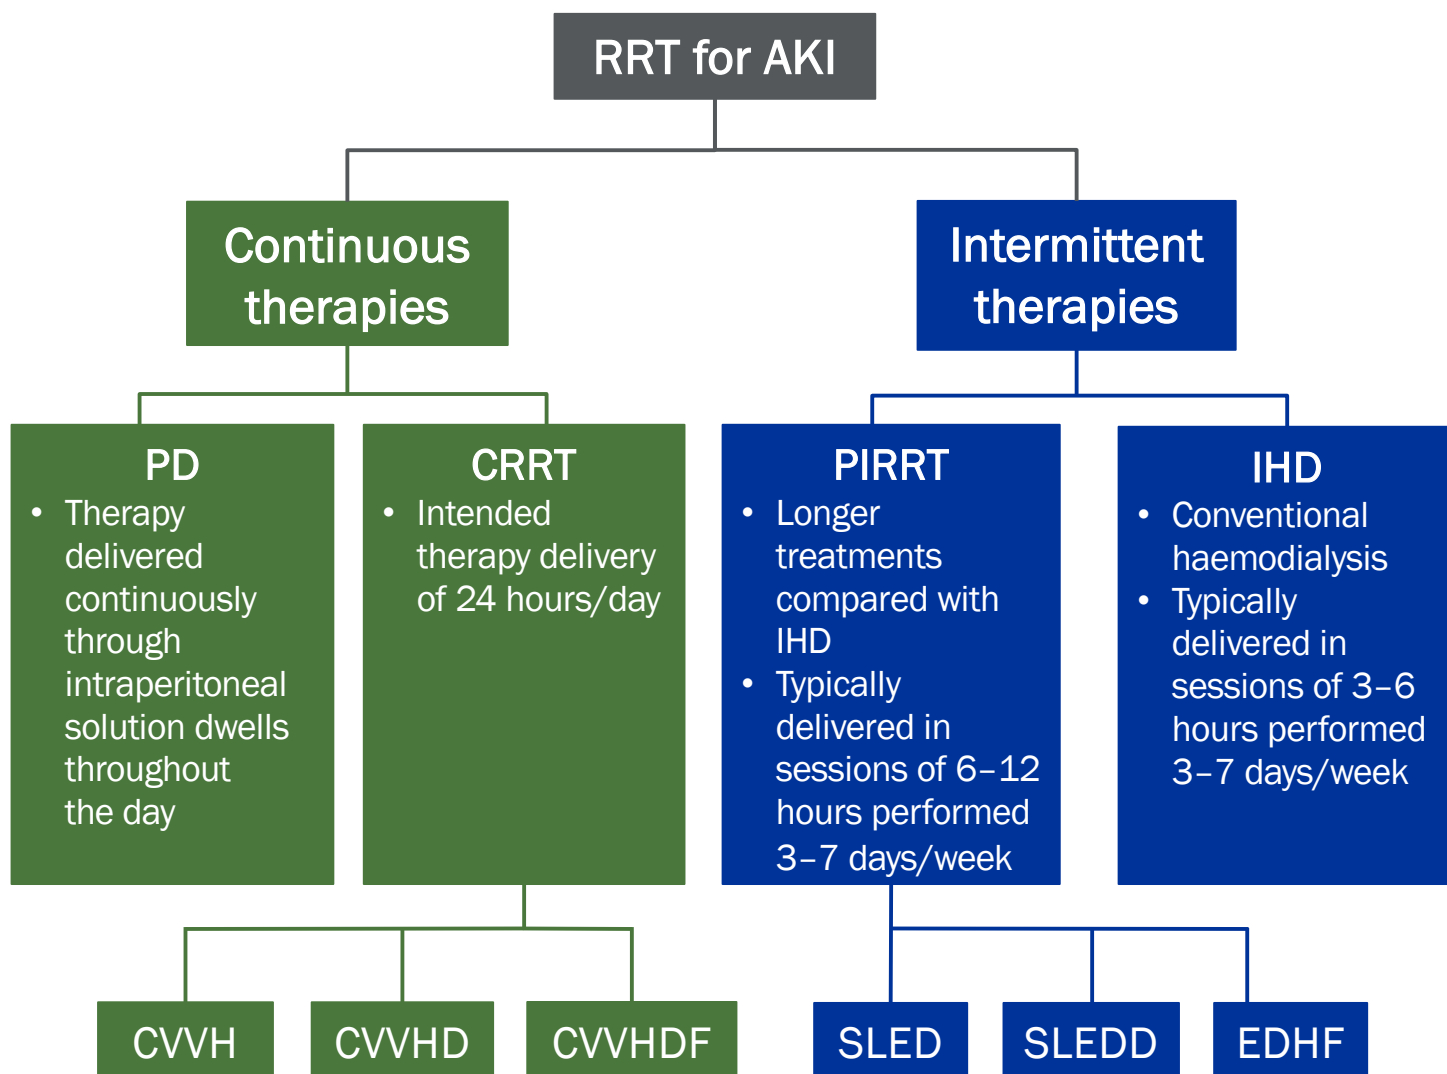 RRT for AKI
Continuous
therapies
Intermittent
therapies
PD
• Therapy
delivered
continuously
through
intraperitoneal
solution dwells
throughout
the day
CRRT
• Intended
therapy delivery
of 24 hours/day
PIRRT
• Longer
treatments
compared with
IHD
• Typically
delivered in
sessions of 6–12
hours performed
3–7 days/week
IHD
• Conventional
haemodialysis
• Typically
delivered in
sessions of 3–6
hours performed
3–7 days/week
CVVH
CVVHD
CVVHDF
SLED
SLEDD
EDHF